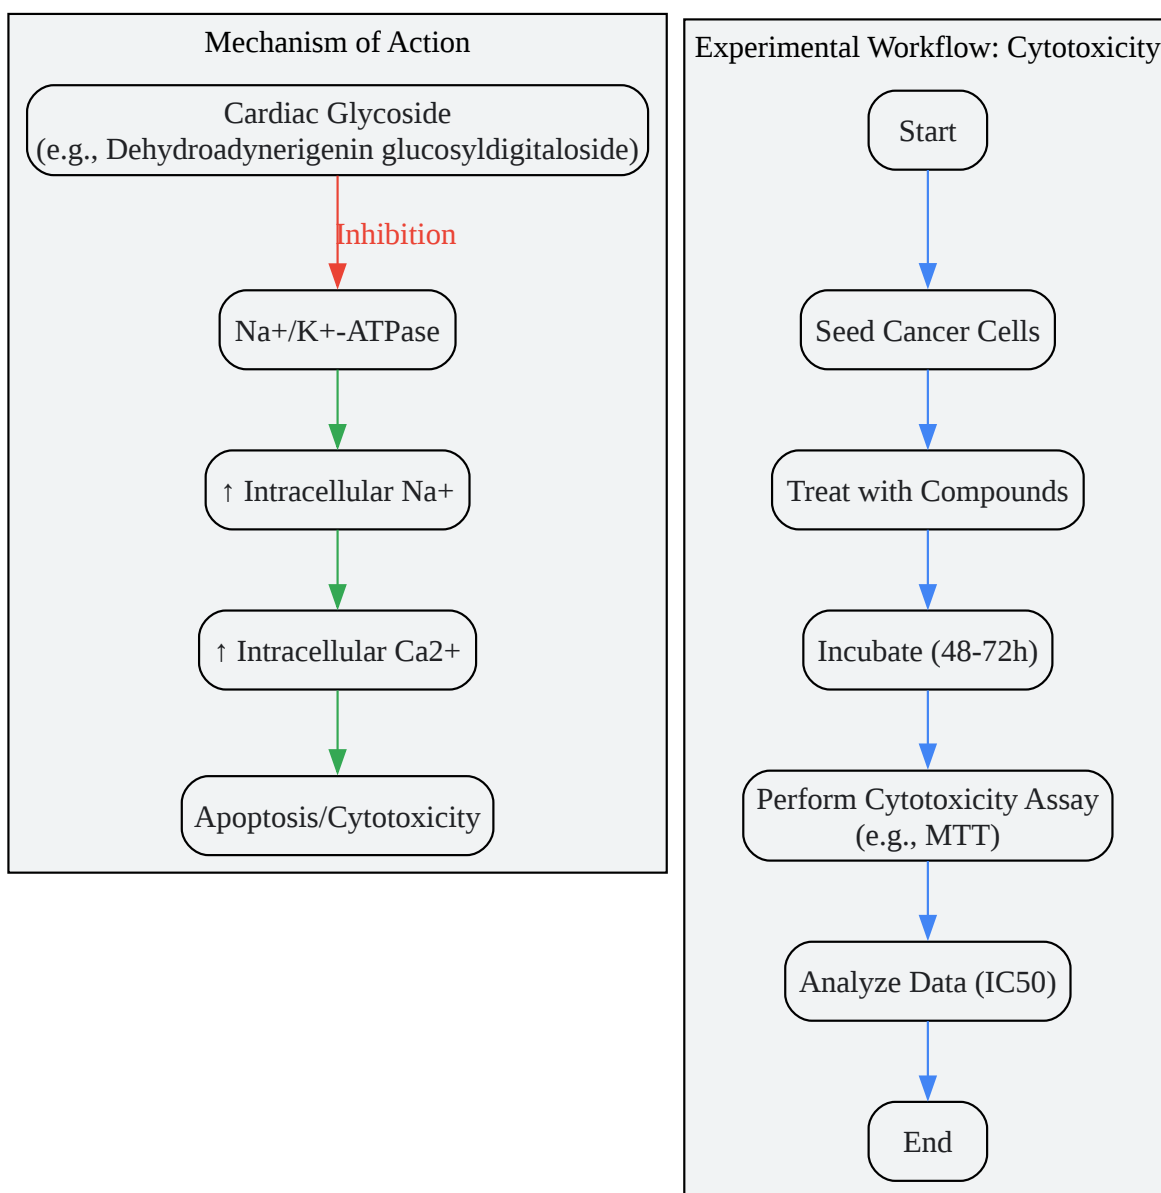 Mechanism of Action
Cardiac Glycoside
(e.g., Dehydroadynerigenin glucosyldigitaloside)
Inhibition
Na+/K+-ATPase
↑ Intracellular Na+
↑ Intracellular Ca2+
Apoptosis/Cytotoxicity
Experimental Workflow: Cytotoxicity
Start
Seed Cancer Cells
Treat with Compounds
Incubate (48-72h)
Perform Cytotoxicity Assay
(e.g., MTT)
Analyze Data (IC50)
End